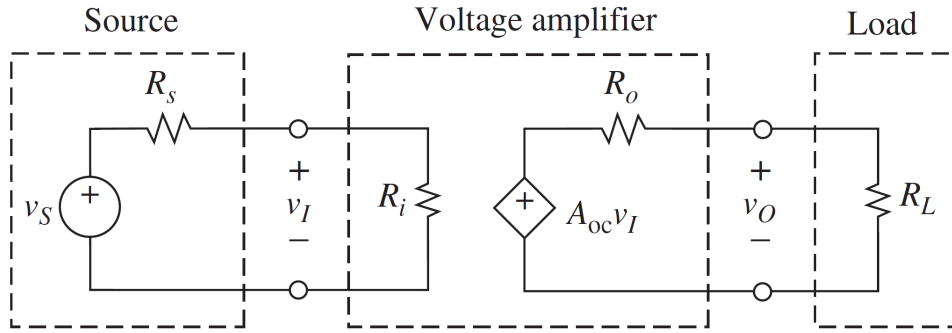 Source
Voltage amplifier
Load
R_s
R_o
+
+
+
+
v_S
v_I
R_i
A_oc v_I
v_O
R_L
−
−